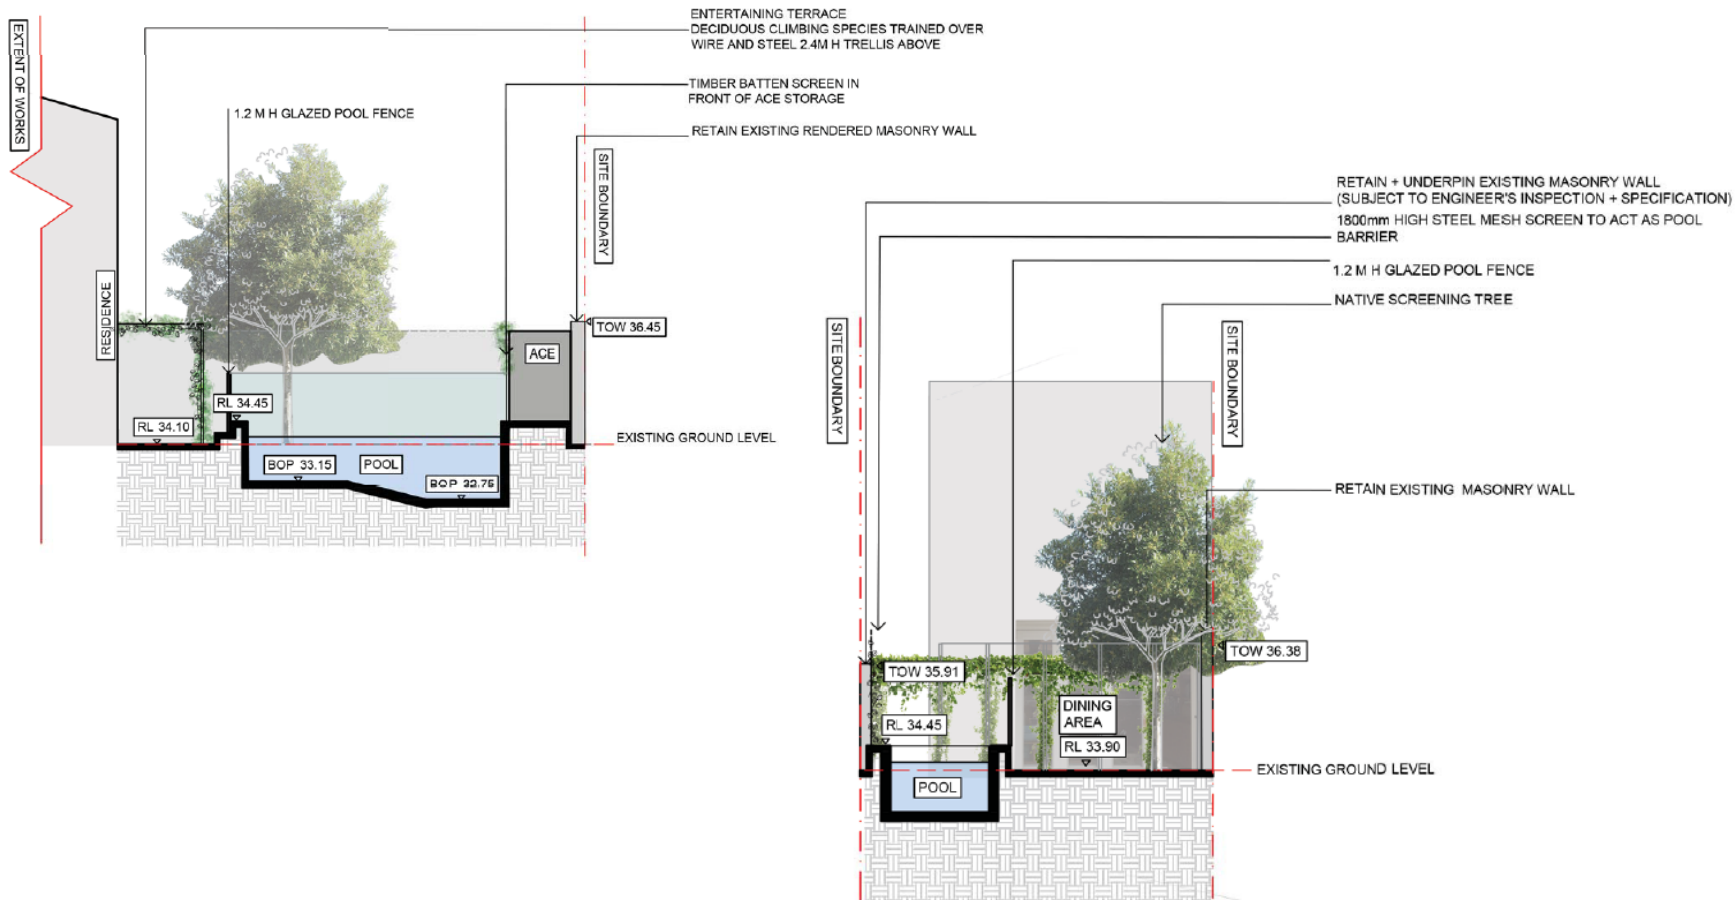 EXTENT OF WORKS
ENTERTAINING TERRACE
DECIDUOUS CLIMBING SPECIES TRAINED OVER
WIRE AND STEEL 2.4M H TRELLIS ABOVE
TIMBER BATTEN SCREEN IN
FRONT OF ACE STORAGE
1.2 M H GLAZED POOL FENCE
RETAIN EXISTING RENDERED MASONRY WALL
SITE BOUNDARY
RESIDENCE
TOW 36.45
ACE
RL 34.45
RL 34.10
EXISTING GROUND LEVEL
BOP 33.15
POOL
BOP 32.75
RETAIN + UNDERPIN EXISTING MASONRY WALL
(SUBJECT TO ENGINEER'S INSPECTION + SPECIFICATION)
1800mm HIGH STEEL MESH SCREEN TO ACT AS POOL
BARRIER
1.2 M H GLAZED POOL FENCE
NATIVE SCREENING TREE
SITE BOUNDARY
SITE BOUNDARY
RETAIN EXISTING MASONRY WALL
TOW 36.38
TOW 35.91
DINING
AREA
RL 34.45
RL 33.90
EXISTING GROUND LEVEL
POOL